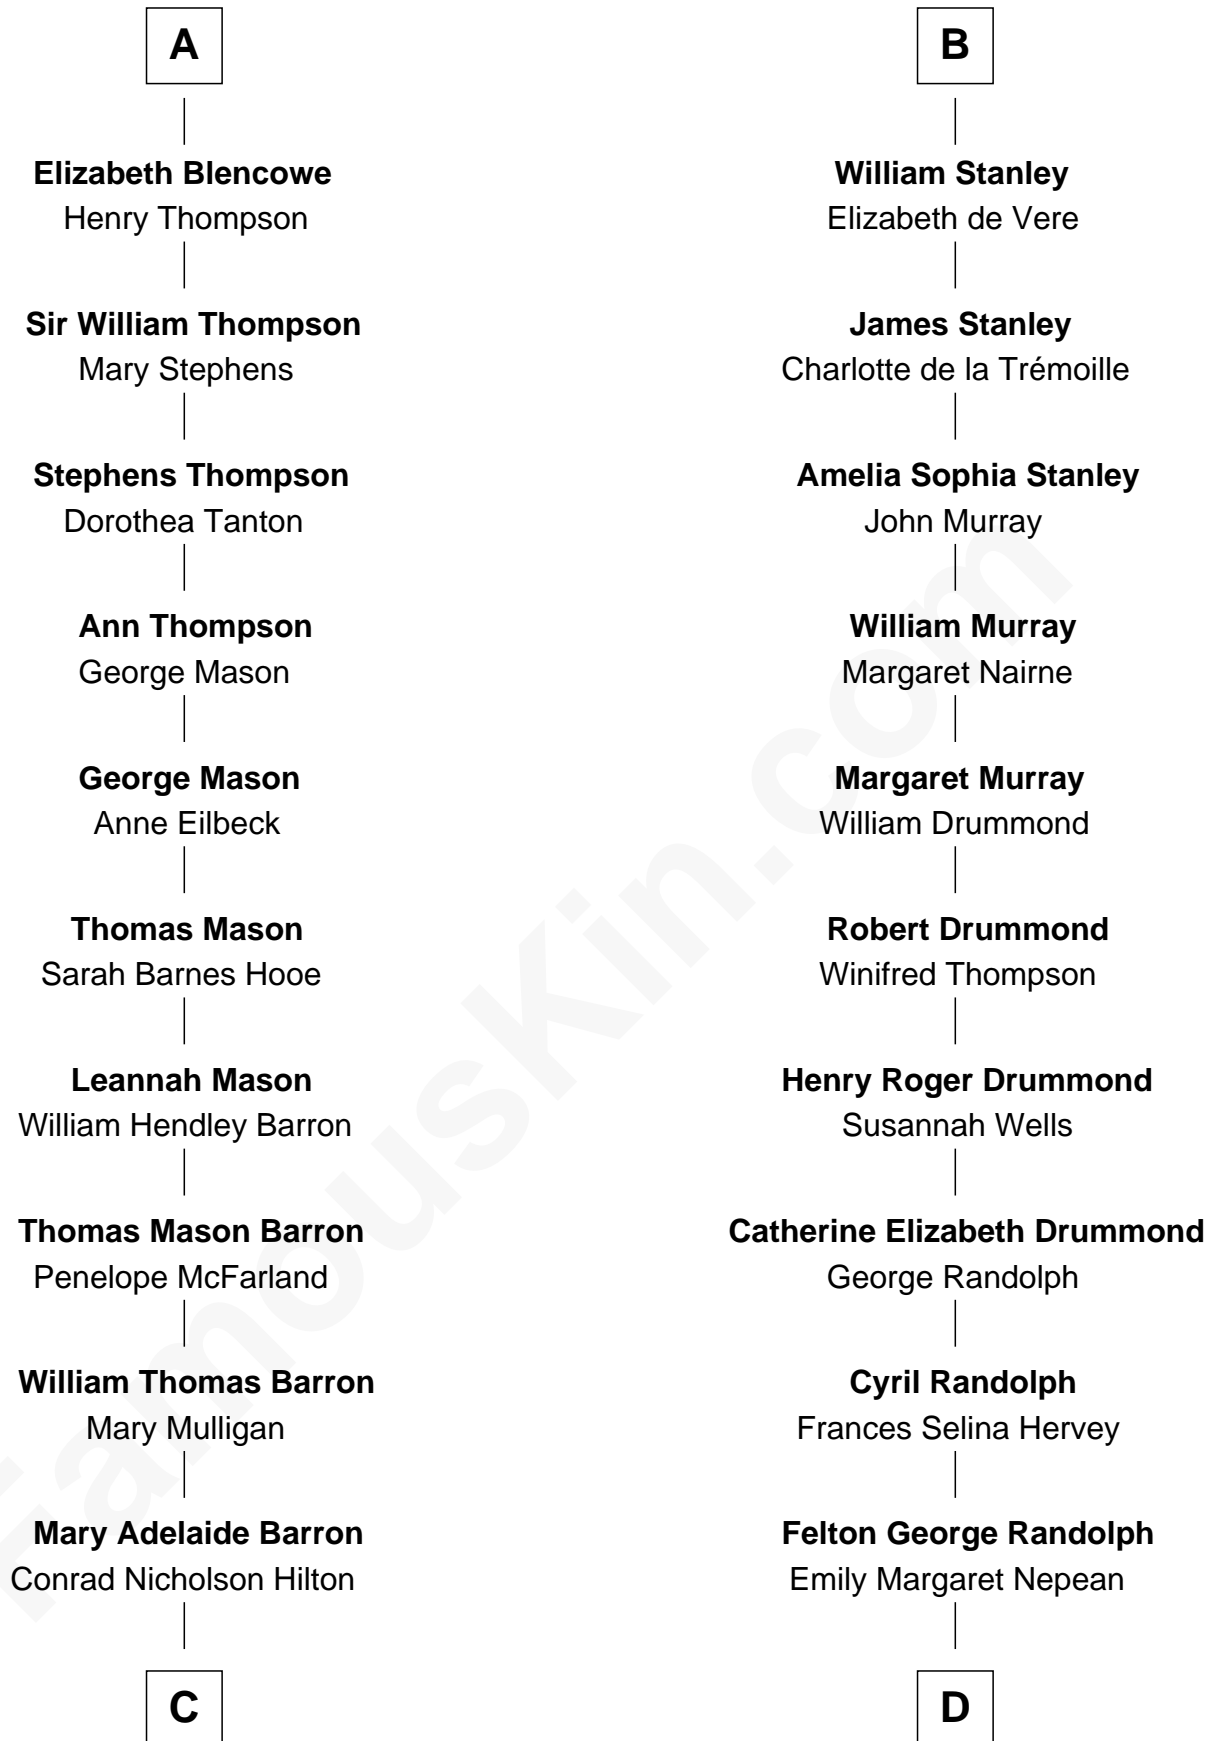 A
Elizabeth Blencowe
Henry Thompson
Sir William Thompson
Mary Stephens
Stephens Thompson
Dorothea Tanton
Ann Thompson
George Mason
George Mason
Anne Eilbeck
Thomas Mason
Sarah Barnes Hooe
Leannah Mason
William Hendley Barron
Thomas Mason Barron
Penelope McFarland
William Thomas Barron
Mary Mulligan
Mary Adelaide Barron
Conrad Nicholson Hilton
C
B
William Stanley
Elizabeth de Vere
James Stanley
Charlotte de la Trémoille
Amelia Sophia Stanley
John Murray
William Murray
Margaret Nairne
Margaret Murray
William Drummond
Robert Drummond
Winifred Thompson
Henry Roger Drummond
Susannah Wells
Catherine Elizabeth Drummond
George Randolph
Cyril Randolph
Frances Selina Hervey
Felton George Randolph
Emily Margaret Nepean
D
FamousKin.com